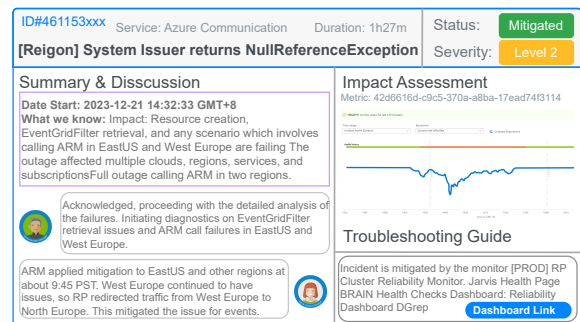 ID#461153xxx
Service: Azure Communication
Duration: 1h27m
[Reigon] System Issuer returns NullReferenceException
Status:
Mitigated
Severity:
Level 2
Summary & Disscussion
Date Start: 2023-12-21 14:32:33 GMT+8
What we know: Impact: Resource creation,
EventGridFilter retrieval, and any scenario which involves
calling ARM in EastUS and West Europe are failing The
outage affected multiple clouds, regions, services, and
subscriptionsFull outage calling ARM in two regions.
Acknowledged, proceeding with the detailed analysis of
the failures. Initiating diagnostics on EventGridFilter
retrieval issues and ARM call failures in EastUS and
West Europe.
ARM applied mitigation to EastUS and other regions at
about 9:45 PST. West Europe continued to have
issues, so RP redirected traffic from West Europe to
North Europe. This mitigated the issue for events.
Impact Assessment
Metric: 42d6616d-c9c5-370a-a8ba-17ead74f3114
Troubleshooting Guide
Incident is mitigated by the monitor [PROD] RP
Cluster Reliability Monitor. Jarvis Health Page
BRAIN Health Checks Dashboard: Reliability
Dashboard DGrep
Dashboard Link